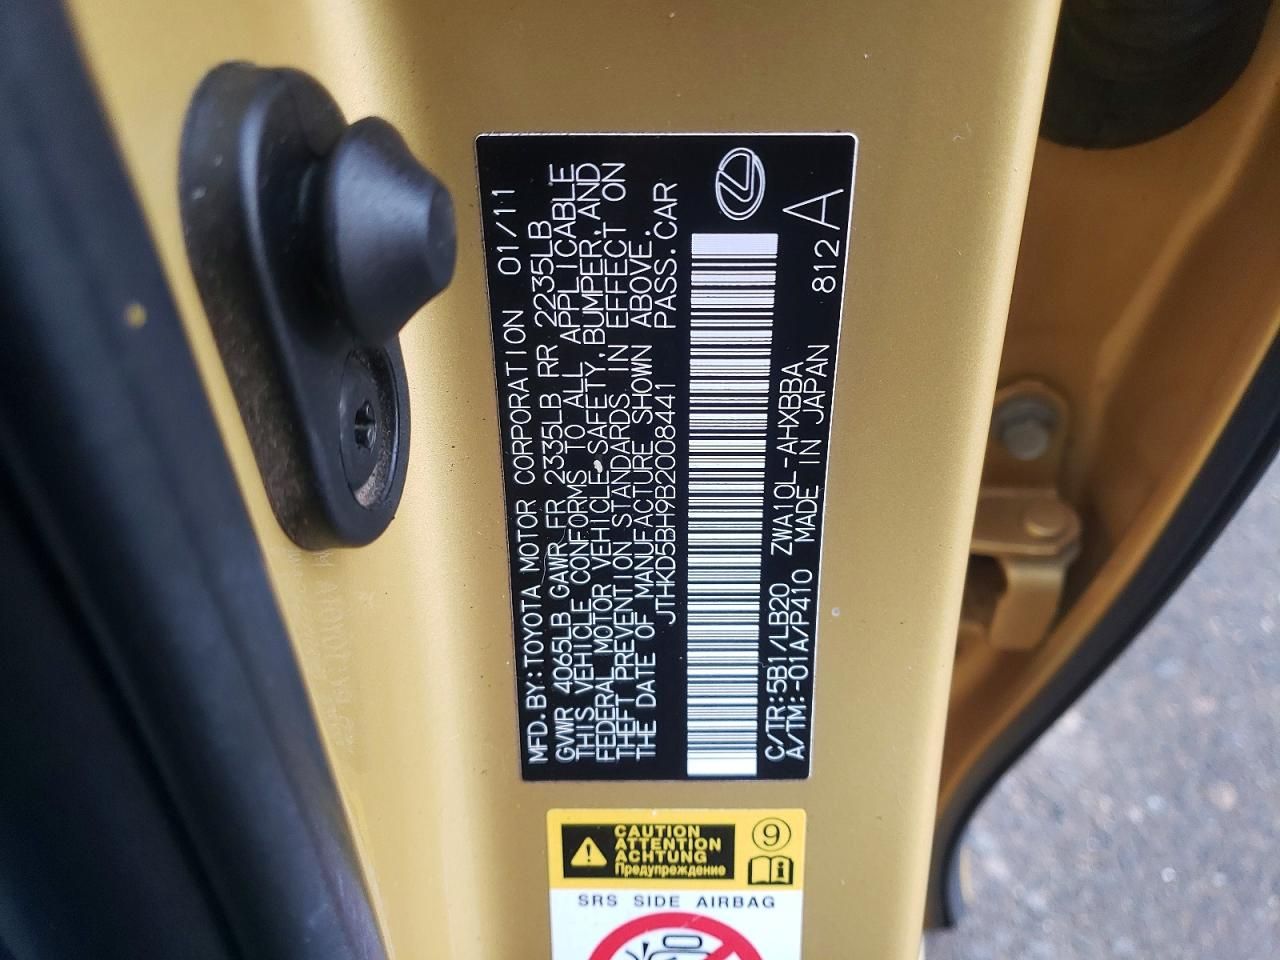 MFD.BY:TOYOTA MOTOR CORPORATION 01/11
GVWR 4065LB GAWR FR 2335LB RR 2235LB
THIS VEHICLE CONFORMS TO ALL APPLICABLE
FEDERAL MOTOR VEHICLE SAFETY,BUMPER,AND
THEFT PREVENTION STANDARDS IN EFFECT ON
THE DATE OF MANUFACTURE SHOWN ABOVE.
JTHKD5BH9B2008441 PASS.CAR
C/TR:5B1/LB20 ZWA10L-AHXBBA 812 A
A/TM:-01A/P410 MADE IN JAPAN
CAUTION
ATTENTION
ACHTUNG
Предупреждение
9
SRS SIDE AIRBAG